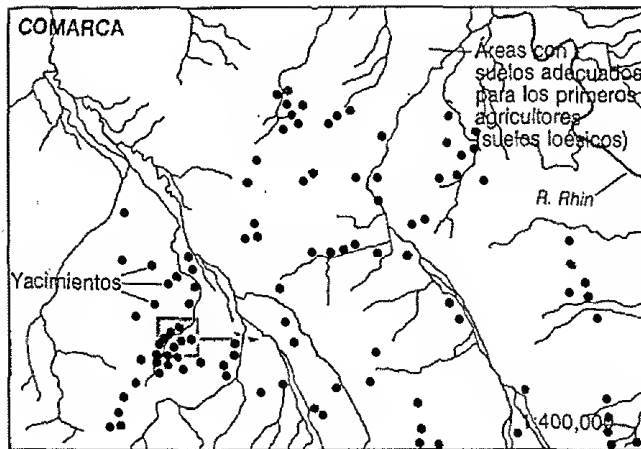 COMARCA
Áreas con
suelos adecuados
para los primeros
agricultores
(suelos loésicos)
R. Rhin
Yacimientos
1:400,000